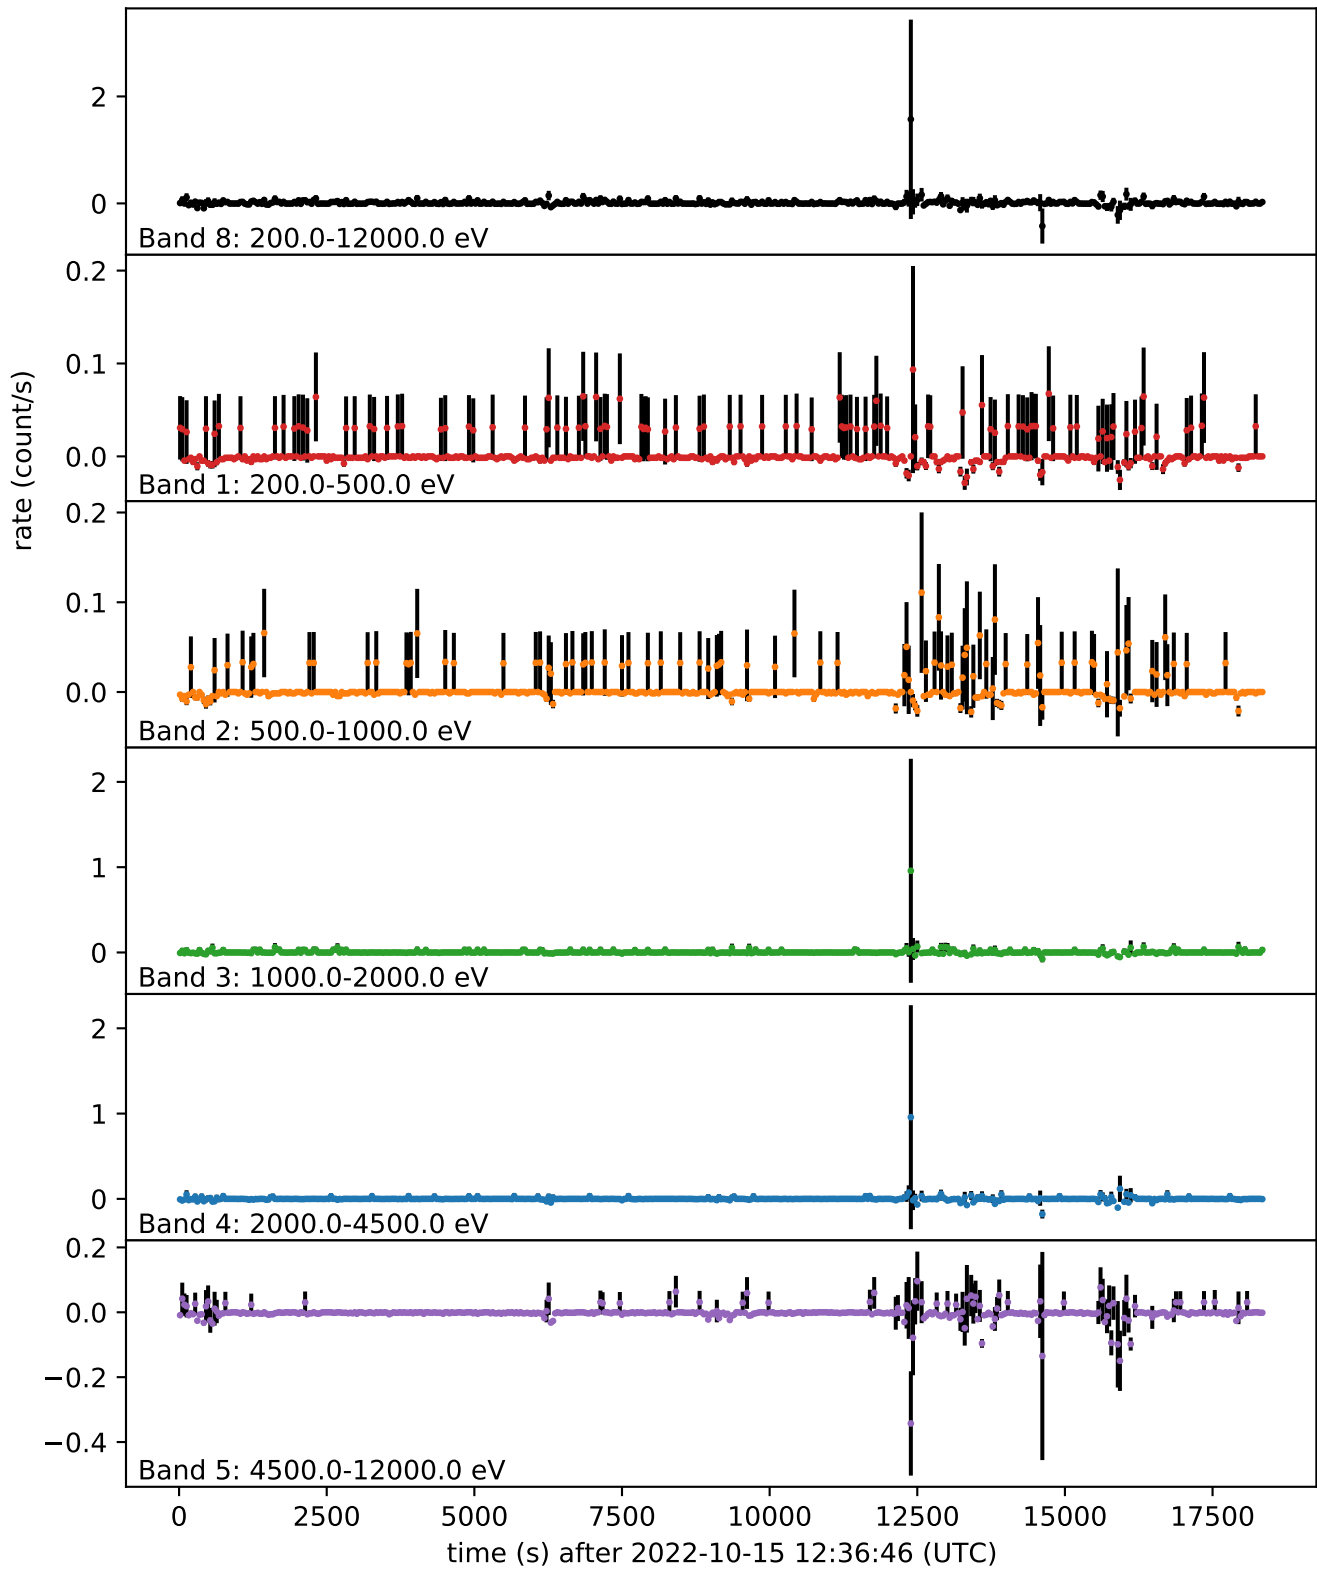 2
0
Band 8: 200.0-12000.0 eV
0.2
0.1
0.0
Band 1: 200.0-500.0 eV
rate (count/s)
0.2
0.1
0.0
Band 2: 500.0-1000.0 eV
2
1
0
Band 3: 1000.0-2000.0 eV
2
1
0
Band 4: 2000.0-4500.0 eV
0.2
0.0
−0.2
−0.4
Band 5: 4500.0-12000.0 eV
0 2500 5000 7500 10000 12500 15000 17500
time (s) after 2022-10-15 12:36:46 (UTC)